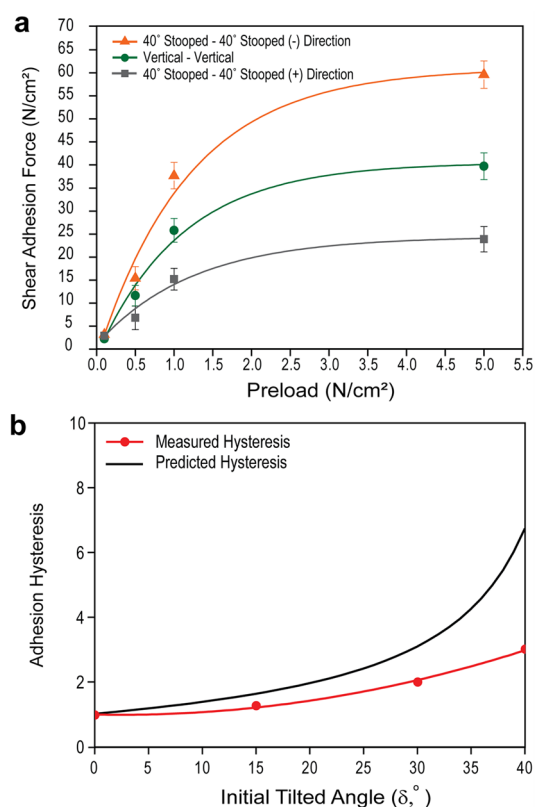 a
70
65
60
55
50
45
40
35
30
25
20
15
10
5
0
Shear Adhesion Force (N/cm²)
40˚ Stooped - 40˚ Stooped (-) Direction
Vertical - Vertical
40˚ Stooped - 40˚ Stooped (+) Direction
0.0 0.5 1.0 1.5 2.0 2.5 3.0 3.5 4.0 4.5 5.0 5.5
Preload (N/cm²)
b
10
8
6
4
2
0
Adhesion Hysteresis
Measured Hysteresis
Predicted Hysteresis
0 5 10 15 20 25 30 35 40
Initial Tilted Angle (δ,˚)